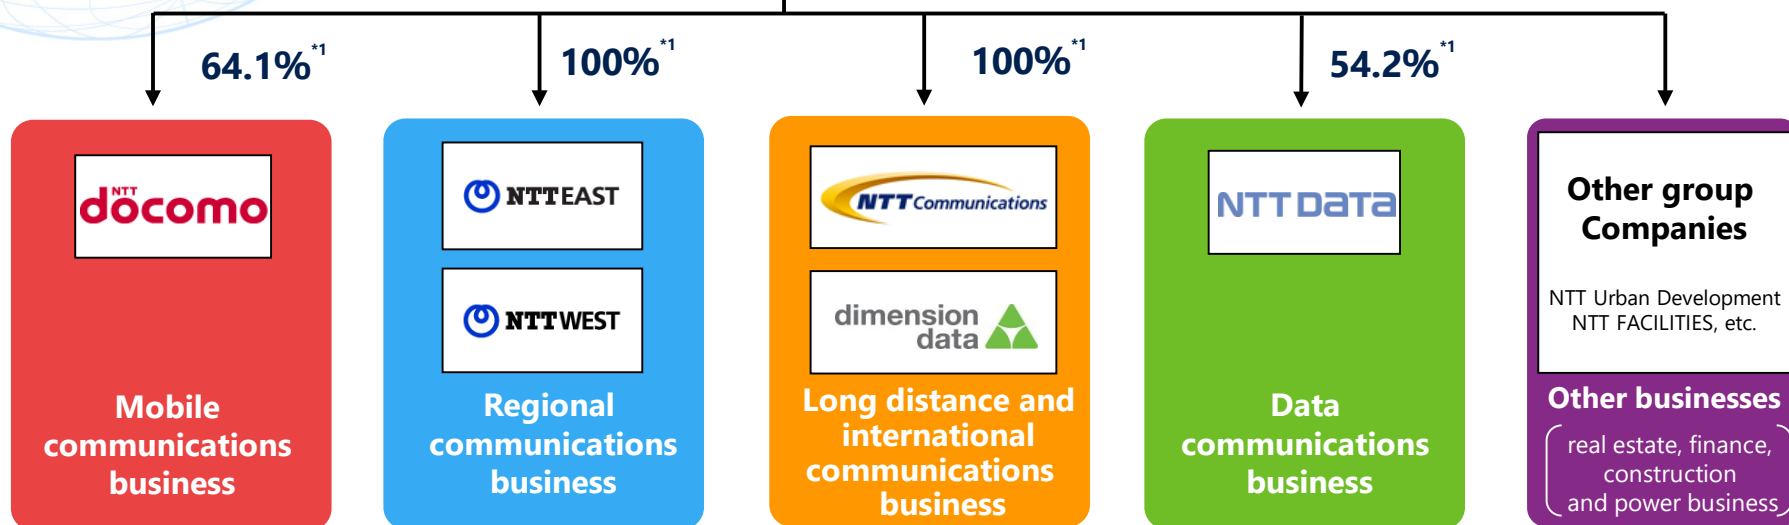 64.1%*1
100%*1
100%*1
54.2%*1
NTT
döcomo
Mobile
communications
business
NTT EAST
NTT WEST
Regional
communications
business
NTT Communications
dimension
data
Long distance and
international
communications
business
NTT DATA
Data
communications
business
Other group
Companies
NTT Urban Development
NTT FACILITIES, etc.
Other businesses
real estate, finance,
construction
and power business